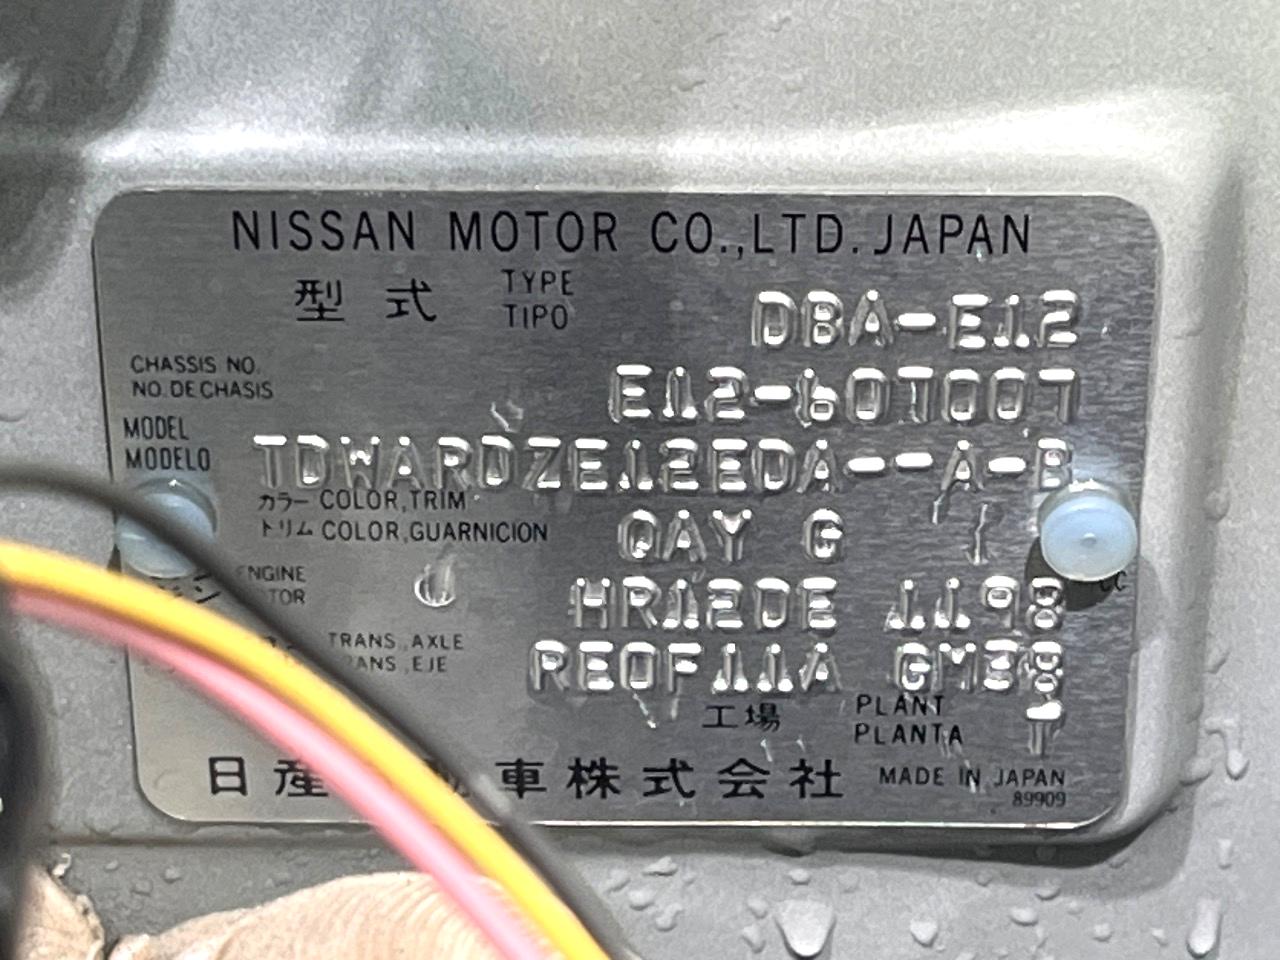 NISSAN MOTOR CO.,LTD. JAPAN
型式 TYPE
TIPO
DBA-E12
CHASSIS NO.
NO. DE CHASIS
E12-607007
MODEL
MODELO
TDWARDZE12EDA--A-B
カラー COLOR,TRIM
トリム COLOR,GUARNICION
QAY G
ENGINE
HR12DE 1198 CC
TRANS.,AXLE
TRANS.,EJE
RE0F11A GM38
工場 PLANT
PLANTA
T
日産 車株式会社
MADE IN JAPAN
89909